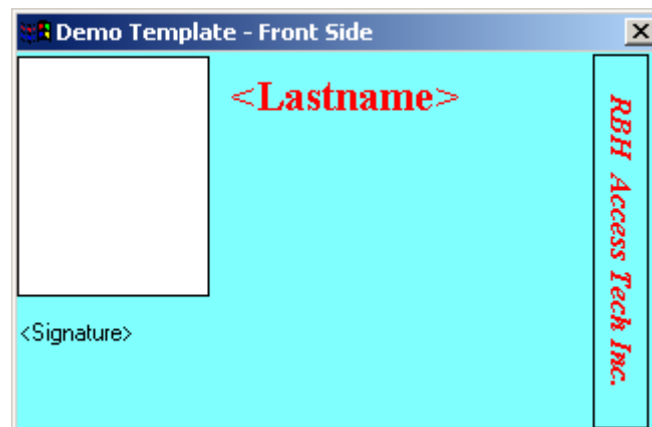 Demo Template - Front Side
<Lastname>
RBH Access Tech Inc.
<Signature>